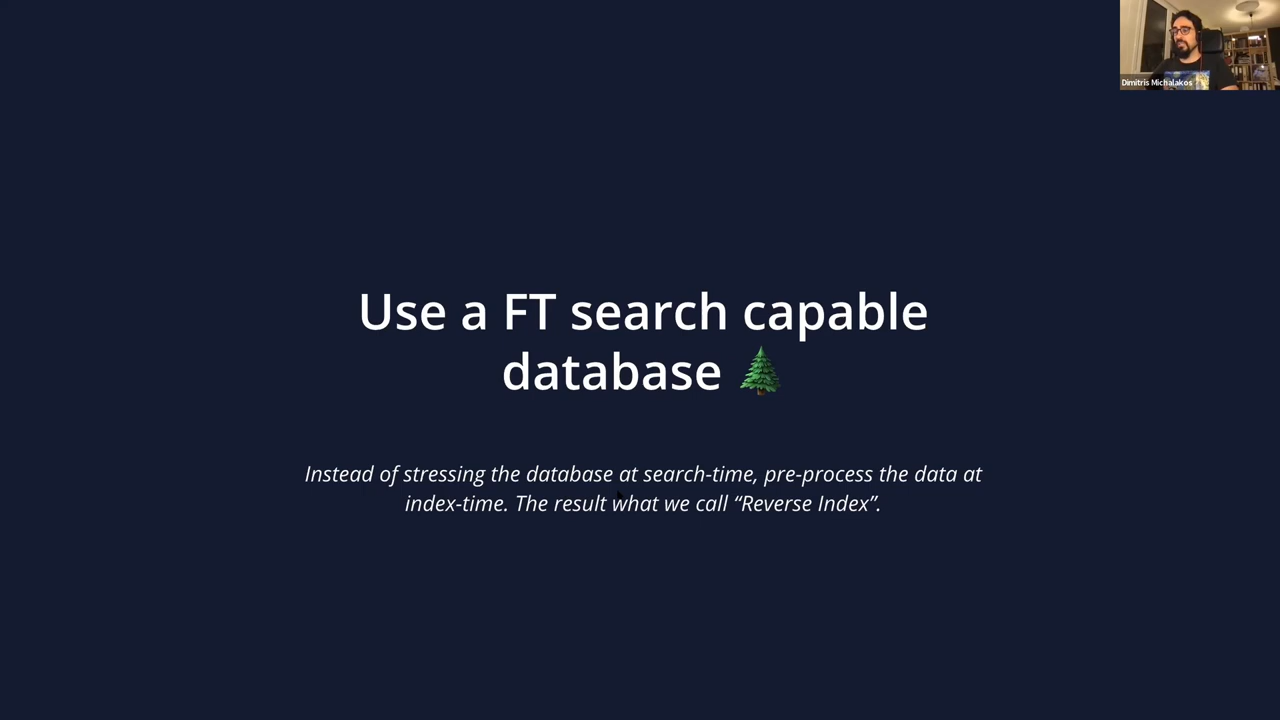 Dimitris Michalakos
Use a FT search capable
database 🌲
Instead of stressing the database at search-time, pre-process the data at
index-time. The result what we call “Reverse Index”.